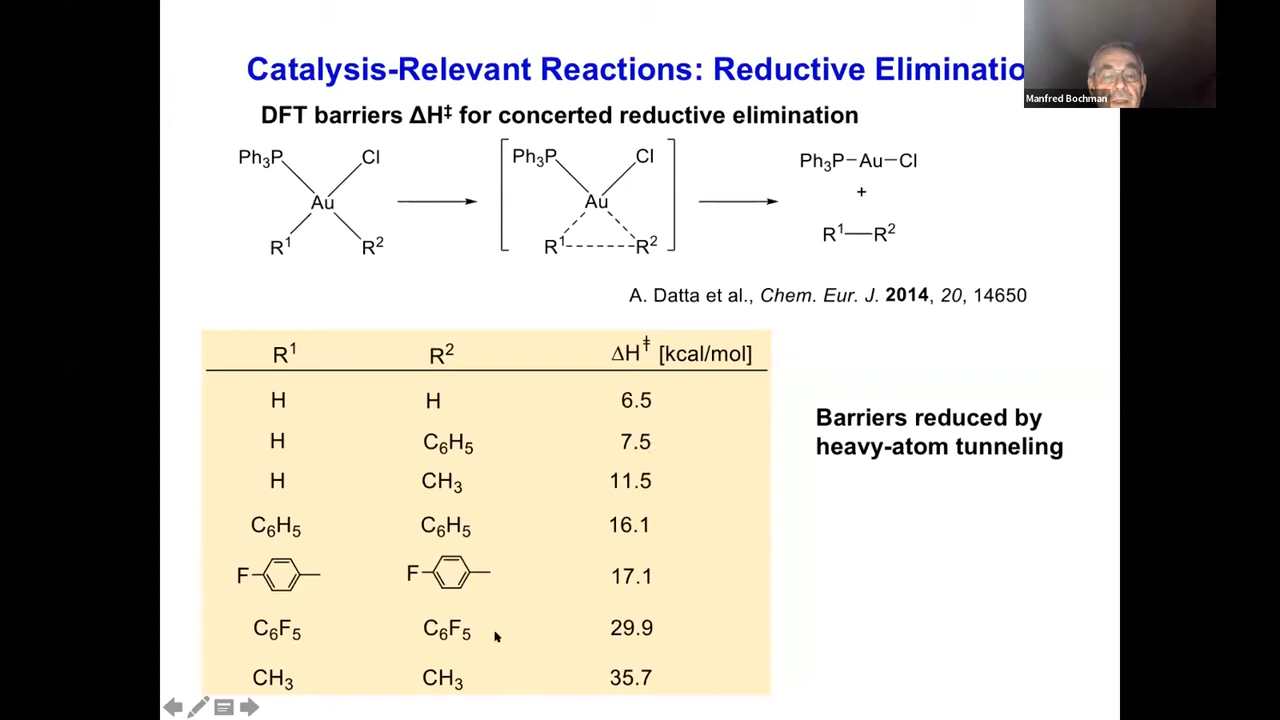 Catalysis-Relevant Reactions: Reductive Eliminatio
Manfred Bochman
DFT barriers ΔH‡ for concerted reductive elimination
Ph₃P Cl Au R¹ R²
Ph₃P Cl Au R¹ R²
Ph₃P–Au–Cl
+
R¹—R²
A. Datta et al., Chem. Eur. J. 2014, 20, 14650
R¹ R² ΔH‡ [kcal/mol]
H H 6.5
H C₆H₅ 7.5
H CH₃ 11.5
C₆H₅ C₆H₅ 16.1
F F 17.1
C₆F₅ C₆F₅ 29.9
CH₃ CH₃ 35.7
Barriers reduced by
heavy-atom tunneling